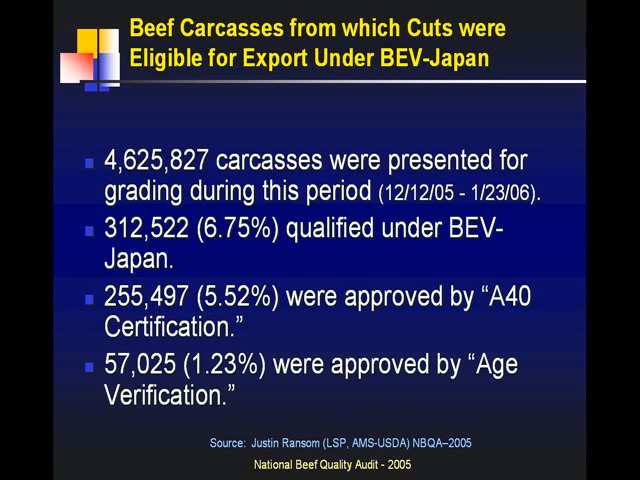 Beef Carcasses from which Cuts were
Eligible for Export Under BEV-Japan
4,625,827 carcasses were presented for
grading during this period (12/12/05 - 1/23/06).
312,522 (6.75%) qualified under BEV-
Japan.
255,497 (5.52%) were approved by “A40
Certification.”
57,025 (1.23%) were approved by “Age
Verification.”
Source:  Justin Ransom (LSP, AMS-USDA) NBQA–2005
National Beef Quality Audit - 2005